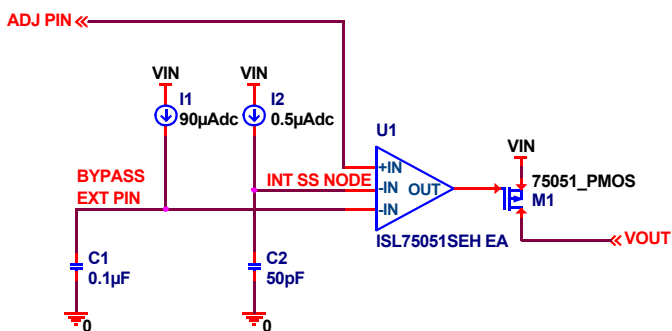 ADJ PIN
VIN
VIN
I1
I2
90µAdc
0.5µAdc
U1
VIN
BYPASS
EXT PIN
INT SS NODE
+IN
-IN
-IN
OUT
75051_PMOS
M1
ISL75051SEH EA
VOUT
C1
0.1µF
C2
50pF
0
0